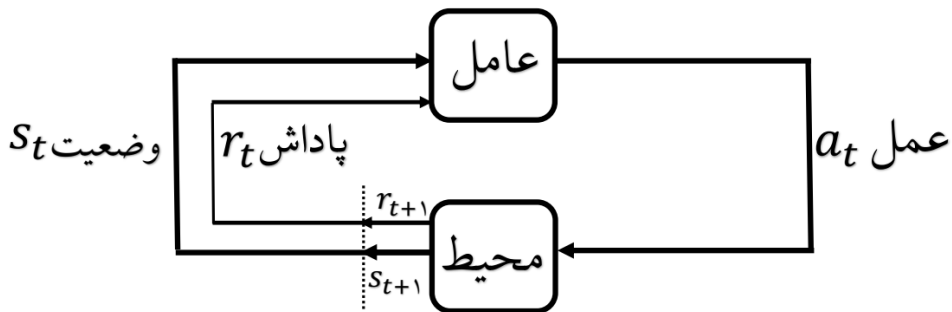 عامل
وضعیت s_t
پاداش r_t
عمل a_t
r_{t+۱}
محیط
s_{t+۱}